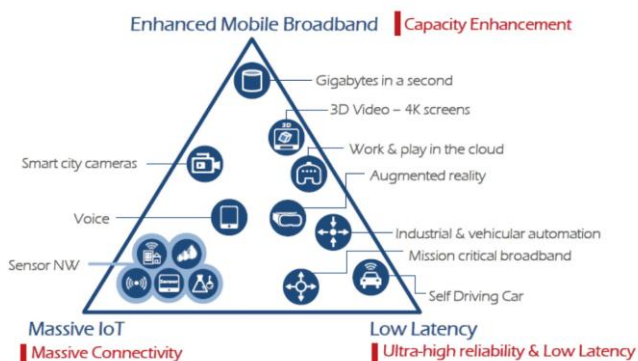 Enhanced Mobile Broadband
Capacity Enhancement
Gigabytes in a second
3D Video – 4K screens
3D
Smart city cameras
Work & play in the cloud
Augmented reality
Voice
Industrial & vehicular automation
Mission critical broadband
Sensor NW
Sensor
Self Driving Car
Massive IoT
Low Latency
Massive Connectivity
Ultra-high reliability & Low Latency